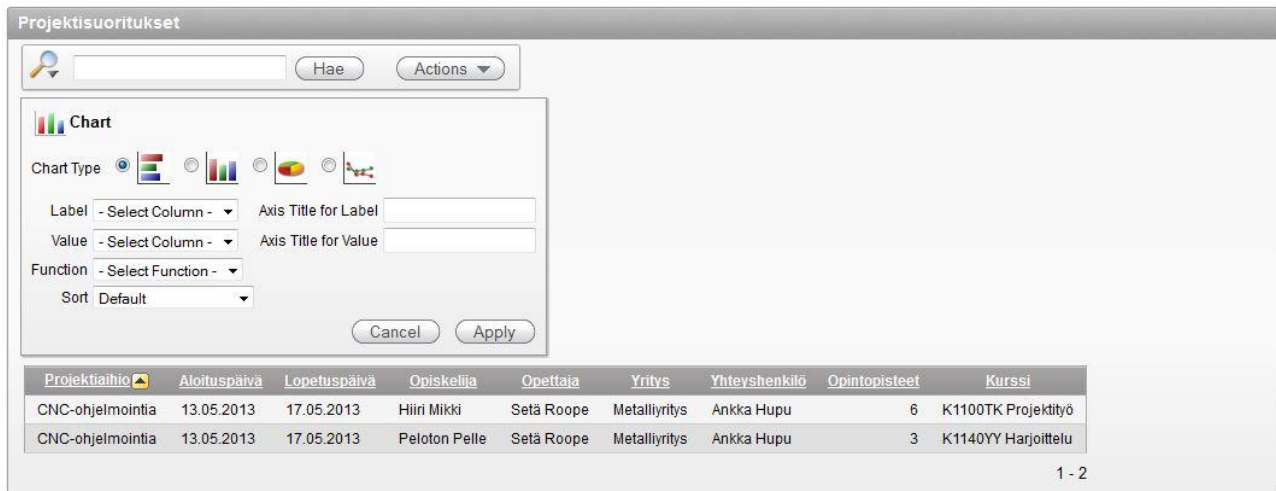 Projektisuoritukset
Hae Actions
Chart
Chart Type
Label - Select Column - Axis Title for Label
Value - Select Column - Axis Title for Value
Function - Select Function -
Sort Default
Cancel Apply
Projektiaihio Aloituspäivä Lopetuspäivä Opiskelija Opettaja Yritys Yhteyshenkilö Opintopisteet Kurssi
CNC-ohjelmointia 13.05.2013 17.05.2013 Hiiri Mikki Setä Roope Metalliyritys Ankka Hupu 6 K1100TK Projektityö
CNC-ohjelmointia 13.05.2013 17.05.2013 Peloton Pelle Setä Roope Metalliyritys Ankka Hupu 3 K1140YY Harjoittelu
1 - 2